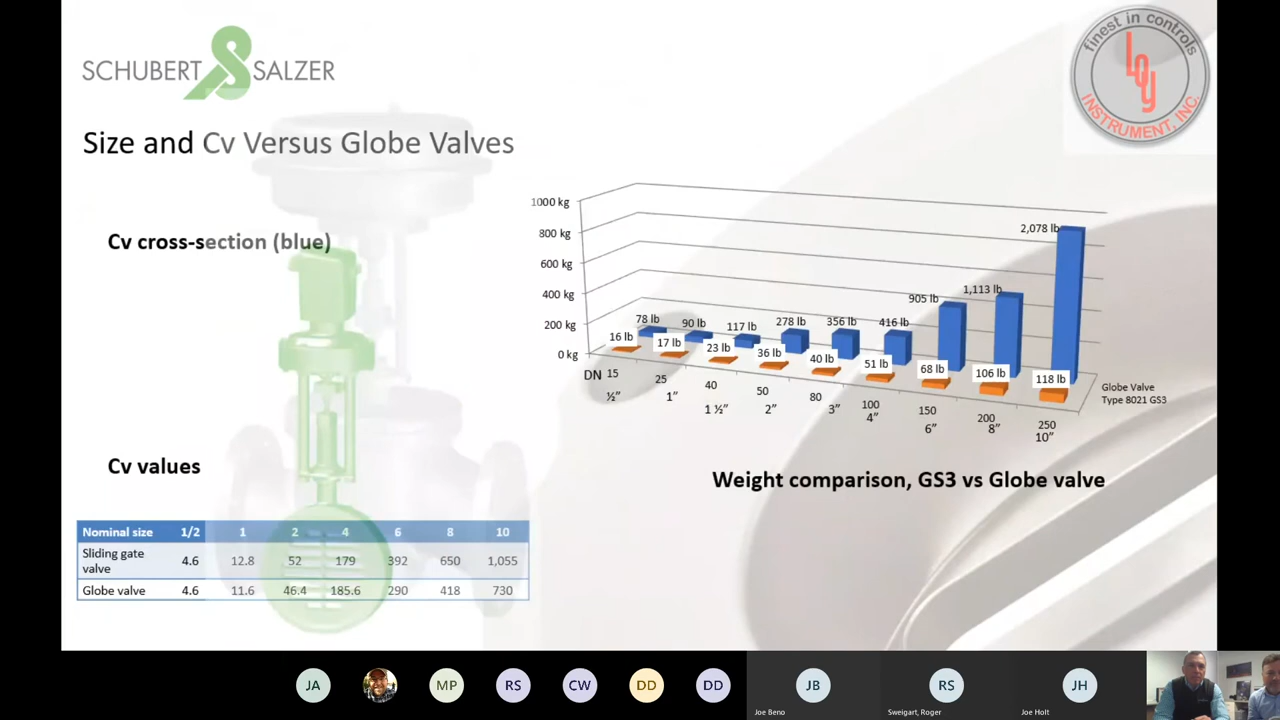 SCHUBERT SALZER
finest in controls
Loy
INSTRUMENT, INC.
Size and Cv Versus Globe Valves
Cv cross-section (blue)
1000 kg
800 kg
600 kg
400 kg
200 kg
0 kg
78 lb 90 lb 117 lb 278 lb 356 lb 416 lb 905 lb 1,113 lb 2,078 lb
16 lb 17 lb 23 lb 36 lb 40 lb 51 lb 68 lb 106 lb 118 lb
DN 15 25 40 50 80 100 150 200 250
½” 1” 1 ½” 2” 3” 4” 6” 8” 10”
Globe Valve
Type 8021 GS3
Weight comparison, GS3 vs Globe valve
Cv values
Nominal size 1/2 1 2 4 6 8 10
Sliding gate
valve 4.6 12.8 52 179 392 650 1,055
Globe valve 4.6 11.6 46.4 185.6 290 418 730
JA MP RS CW DD DD JB RS JH
Joe Beno Sweigart, Roger Joe Holt